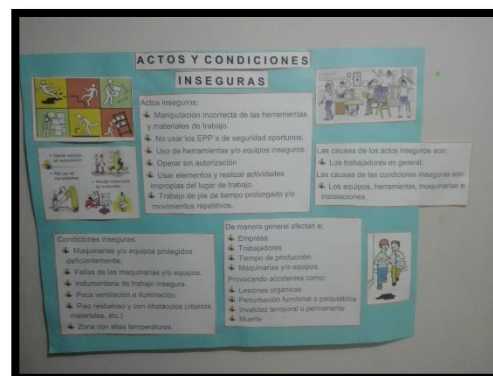 ACTOS Y CONDICIONES
INSEGURAS
Actos inseguros:
Manipulación incorrecta de las herramientas
y materiales de trabajo.
No usar los EPP´s de seguridad oportunos.
Uso de herramientas y/o equipos inseguros.
Operar sin autorización
Usar elementos y realizar actividades
impropias del lugar de trabajo.
Trabajo de pie de tiempo prolongada y/o
movimientos repetitivos.
Las causas de los actos inseguros son:
Los trabajadores en general.
Las causas de las condiciones inseguras son:
Los equipos, herramientas, maquinarias e
instalaciones.
Condiciones inseguras:
Maquinarias y/o equipos protegidos
deficientemente.
Fallas de las maquinarias y/o equipos.
Indumentaria de trabajo insegura.
Poca ventilación e iluminación.
Piso resbaloso y con obstáculos (objetos,
materiales, etc.)
Zona con altas temperaturas.
De manera general afectan a:
Empresa
Trabajadores
Tiempo de producción
Maquinarias y/o equipos
Provocando accidentes como:
Lesiones orgánicas
Perturbación funcional o psiquiátrica
Invalidez temporal o permanente
Muerte